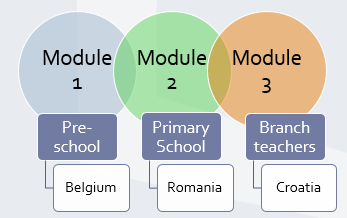 Module Module Module
1 2 3
Pre- Primary Branch
school School teachers
Belgium Romania Croatia